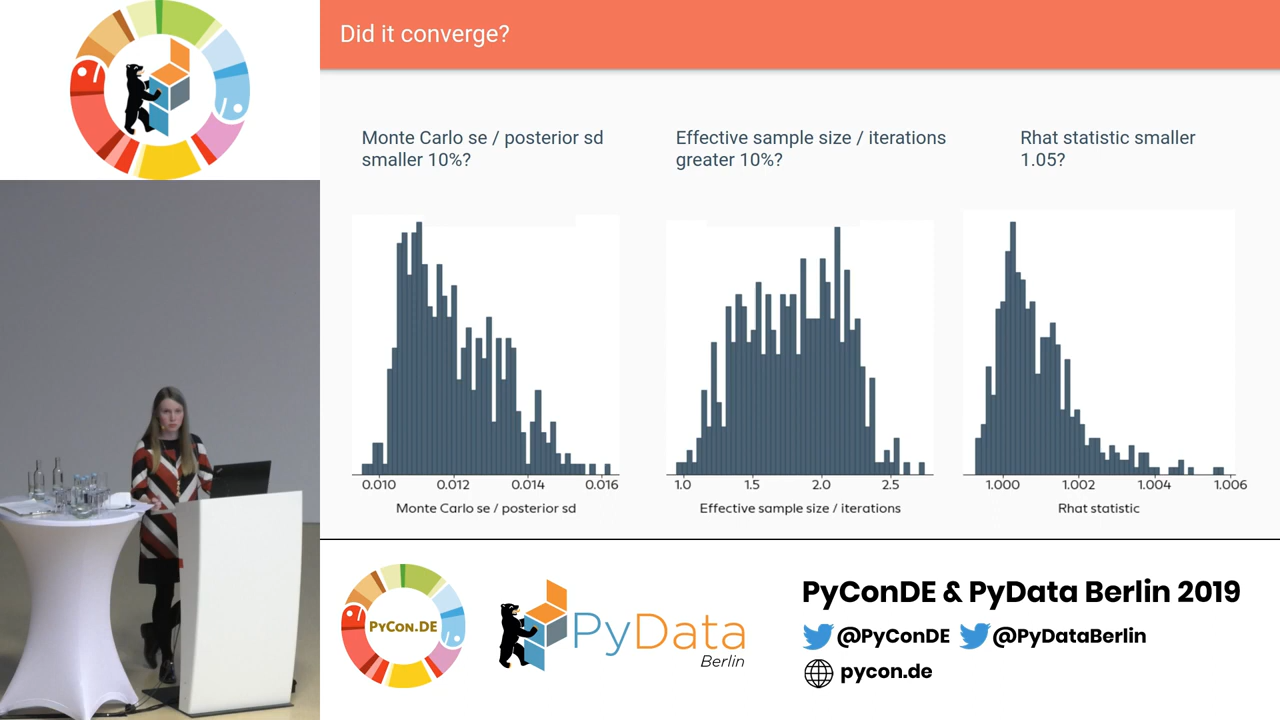 Did it converge?
Monte Carlo se / posterior sd
smaller 10%?
Effective sample size / iterations
greater 10%?
Rhat statistic smaller
1.05?
0.010 0.012 0.014 0.016
Monte Carlo se / posterior sd
1.0 1.5 2.0 2.5
Effective sample size / iterations
1.000 1.002 1.004 1.006
Rhat statistic
PYCON.DE
PyData
Berlin
PyConDE & PyData Berlin 2019
@PyConDE @PyDataBerlin
pycon.de